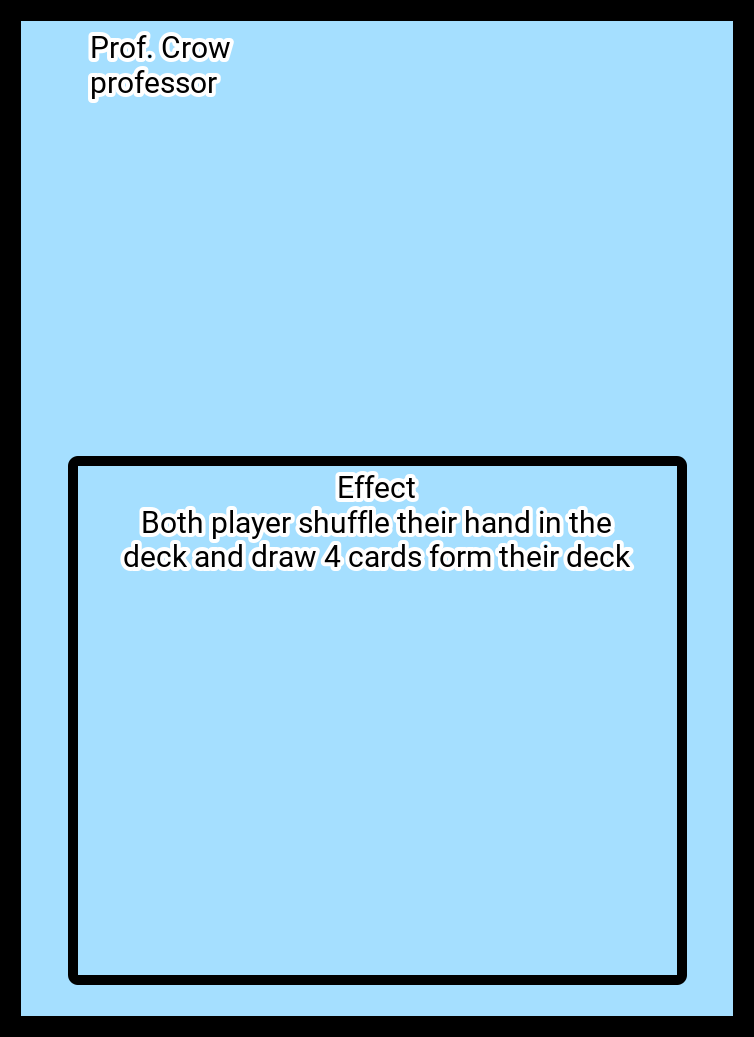 Prof. Crow
professor
Effect
Both player shuffle their hand in the
deck and draw 4 cards form their deck